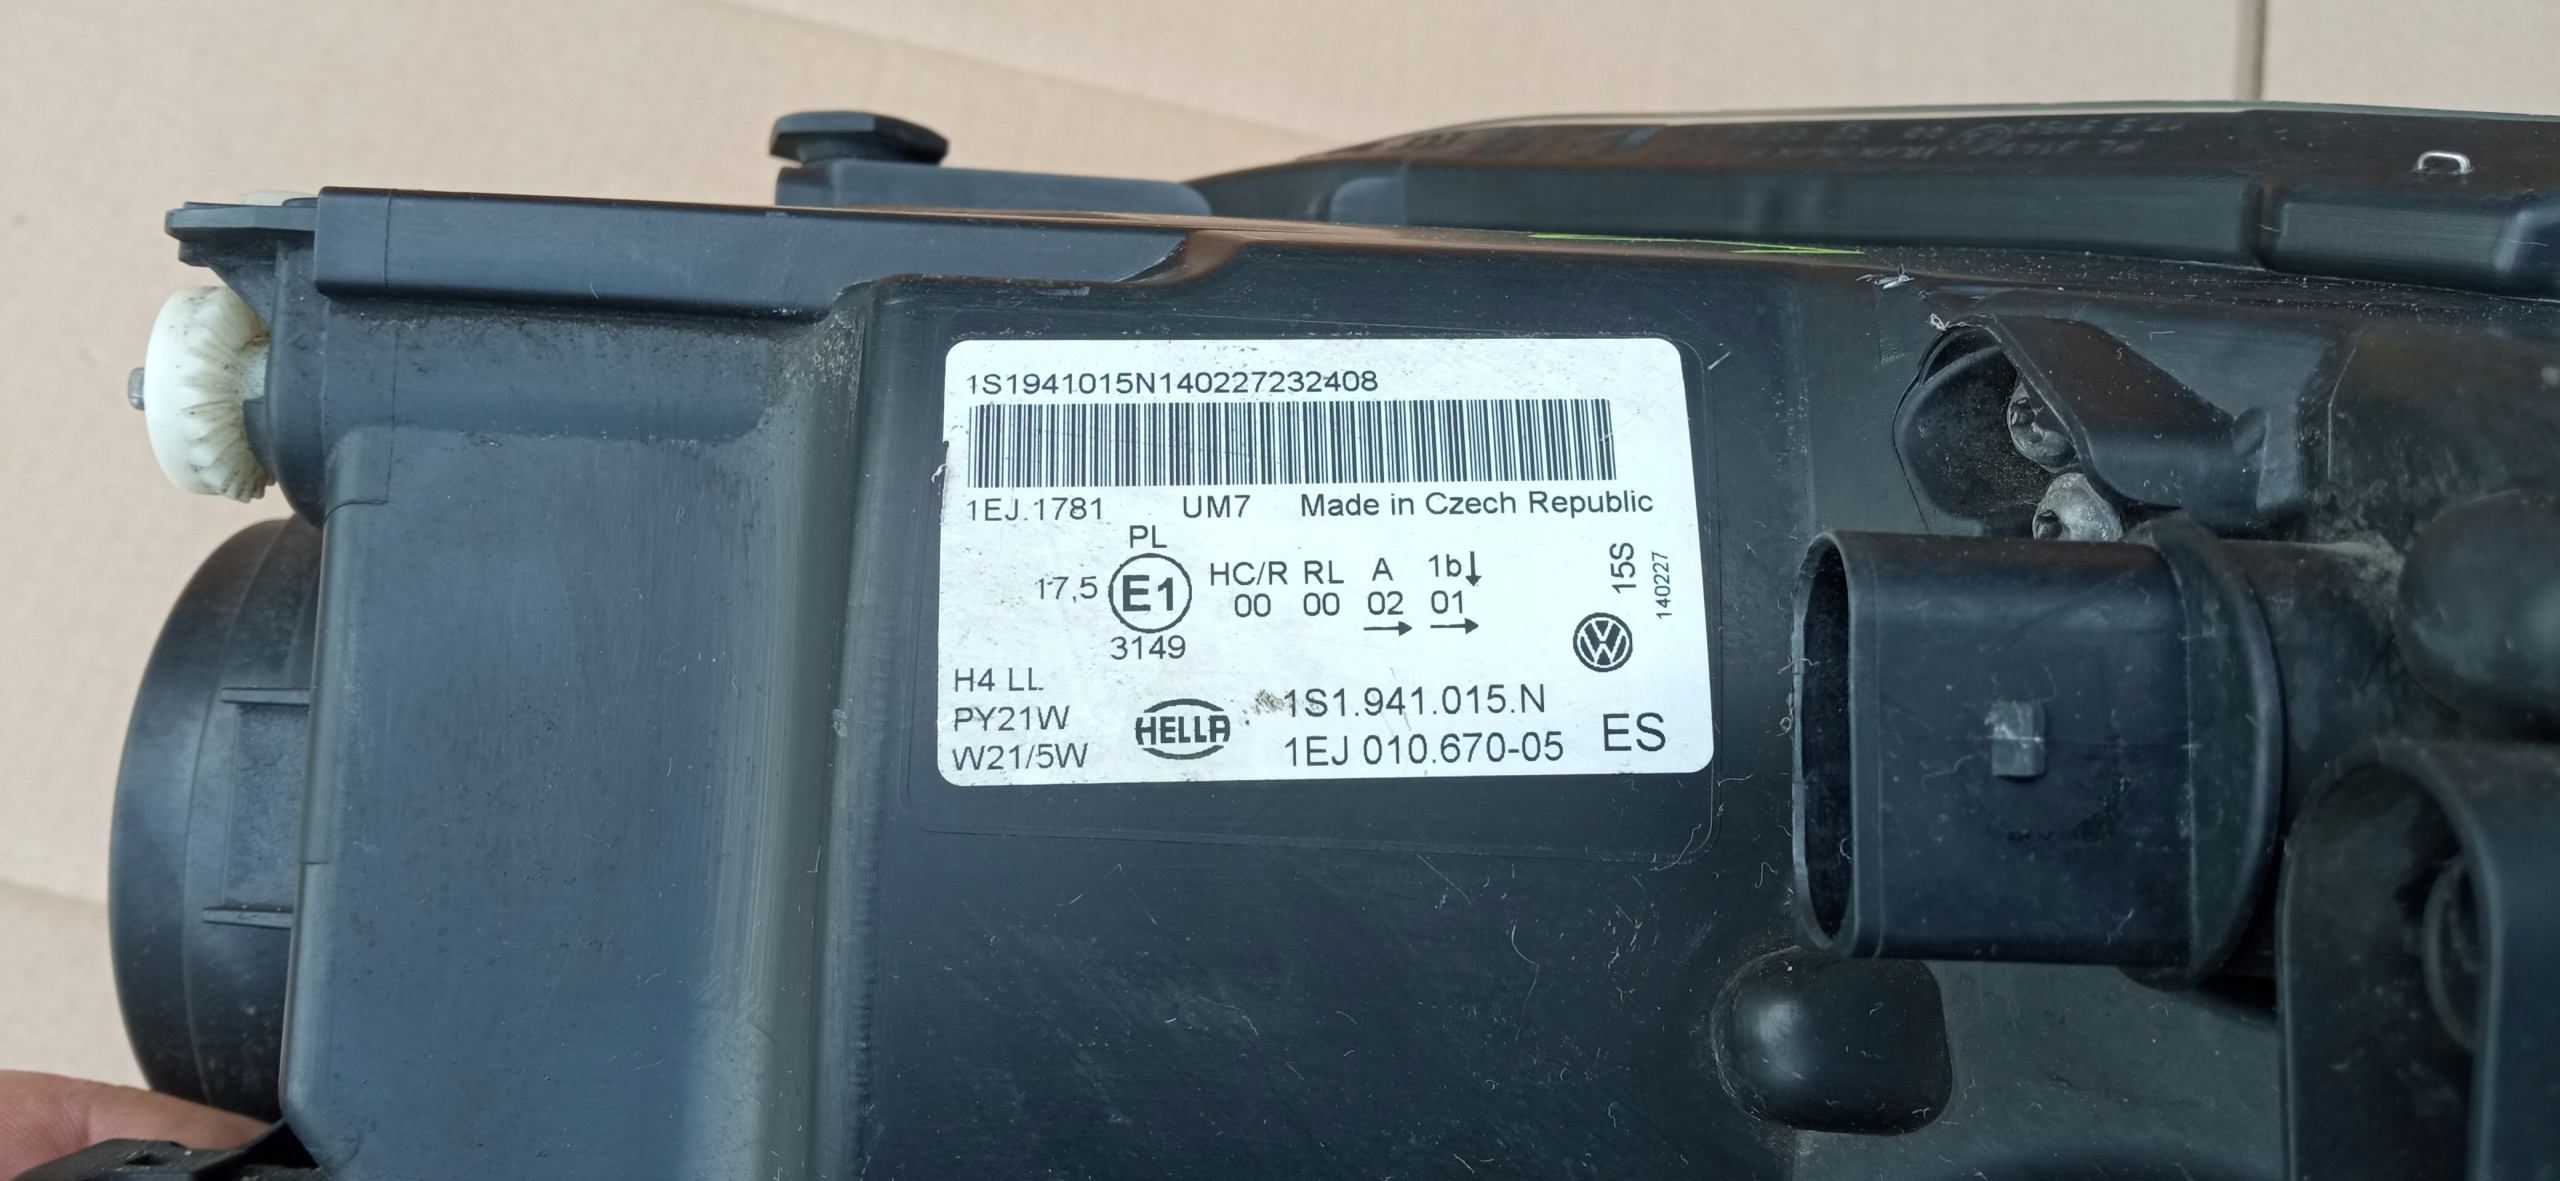 1S1941015N140227232408
1EJ.1781 UM7 Made in Czech Republic
PL
17,5 E1 HC/R RL A 1b↓
00 00 02 01
→ →
3149
15S
140227
H4 LL
PY21W
W21/5W
HELLA
1S1.941.015.N
1EJ 010.670-05
ES